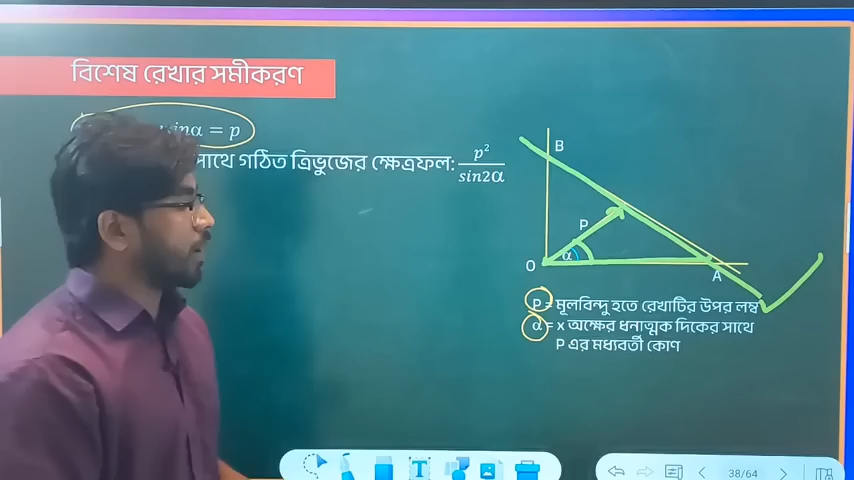 বিশেষ রেখার সমীকরণ
sinα = p
সাথে গঠিত ত্রিভুজের ক্ষেত্রফল: p²/sin2α
B
P
α
O
A
P = মূলবিন্দু হতে রেখাটির উপর লম্ব
α = x অক্ষের ধনাত্মক দিকের সাথে
P এর মধ্যবর্তী কোণ
T
38/64